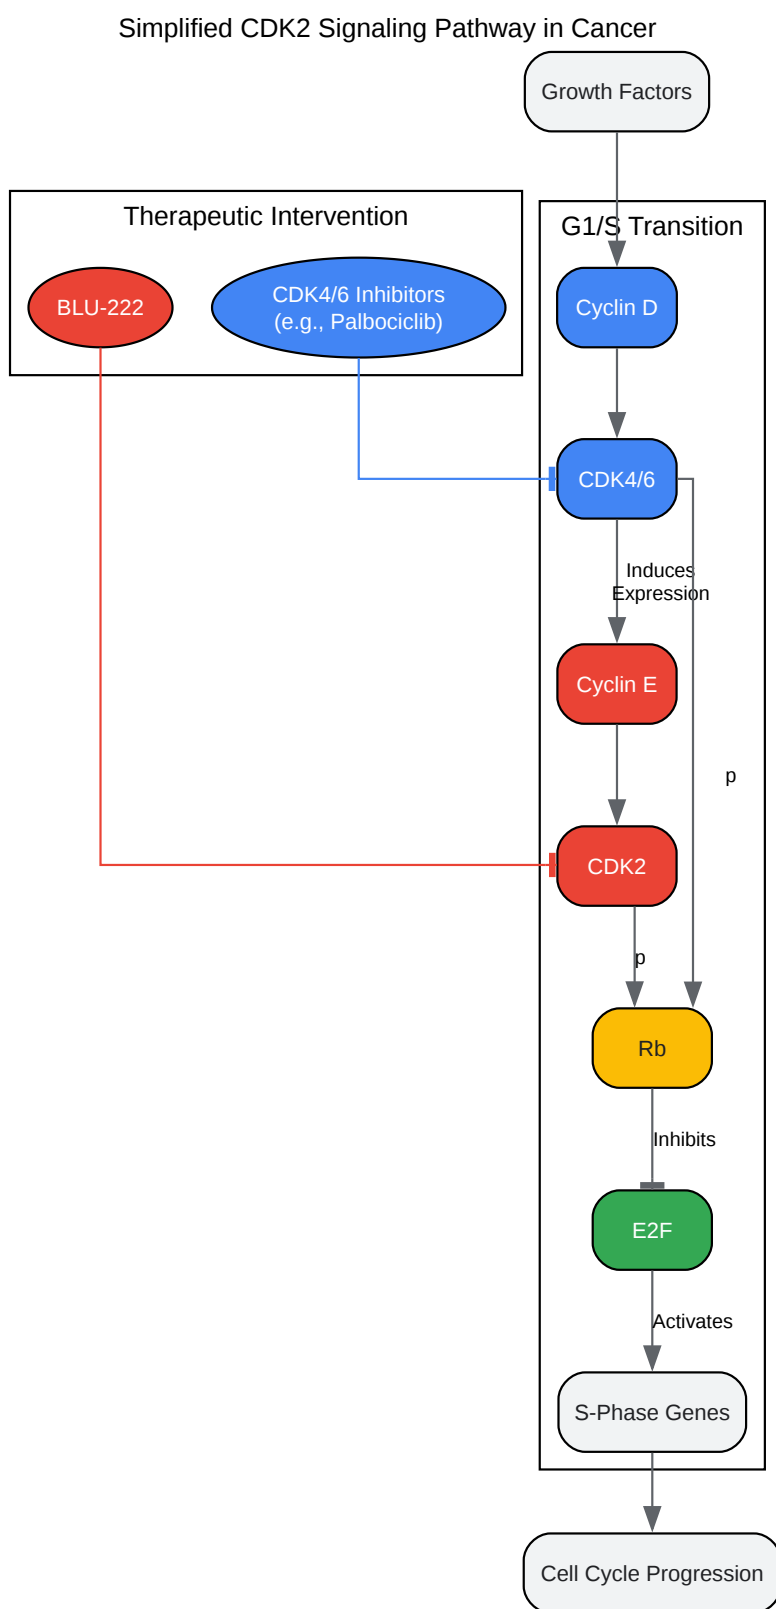 Simplified CDK2 Signaling Pathway in Cancer
Growth Factors
Therapeutic Intervention
G1/S Transition
BLU-222
CDK4/6 Inhibitors
(e.g., Palbociclib)
Cyclin D
CDK4/6
Induces
Expression
Cyclin E
p
CDK2
p
Rb
Inhibits
E2F
Activates
S-Phase Genes
Cell Cycle Progression